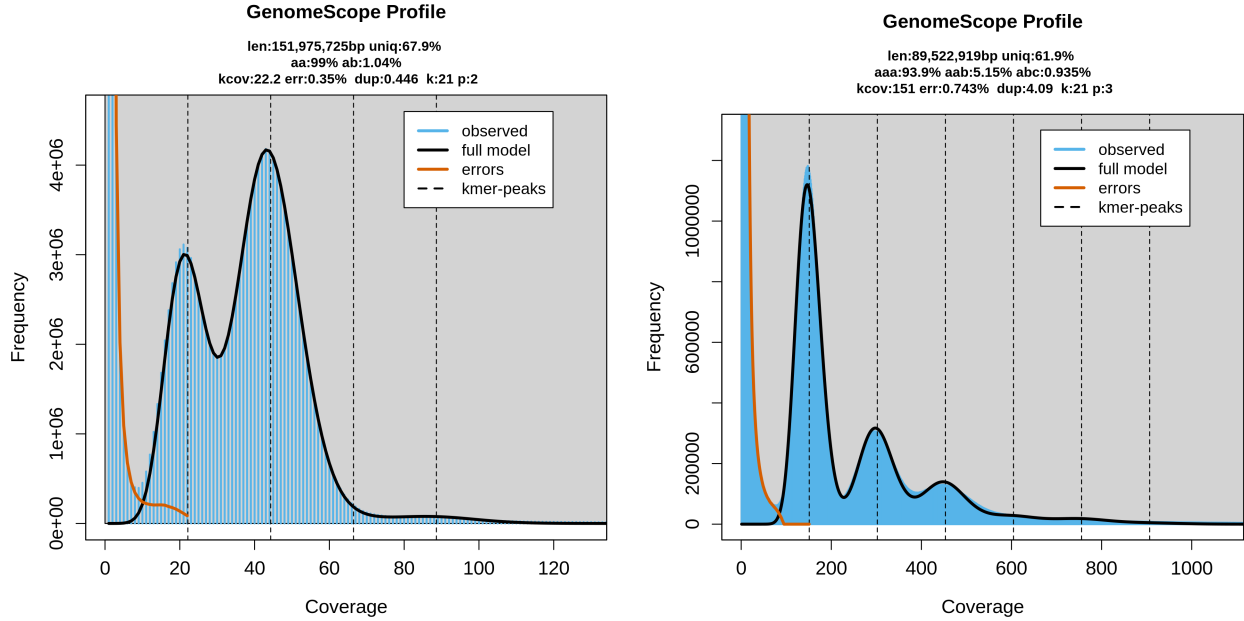 GenomeScope Profile
len:151,975,725bp uniq:67.9%
aa:99% ab:1.04%
kcov:22.2 err:0.35% dup:0.446 k:21 p:2
observed
full model
errors
kmer-peaks
Frequency
4e+06
3e+06
2e+06
1e+06
0e+00
0 20 40 60 80 100 120
Coverage
GenomeScope Profile
len:89,522,919bp uniq:61.9%
aaa:93.9% aab:5.15% abc:0.935%
kcov:151 err:0.743% dup:4.09 k:21 p:3
observed
full model
errors
kmer-peaks
Frequency
1000000
600000
200000
0
0 200 400 600 800 1000
Coverage